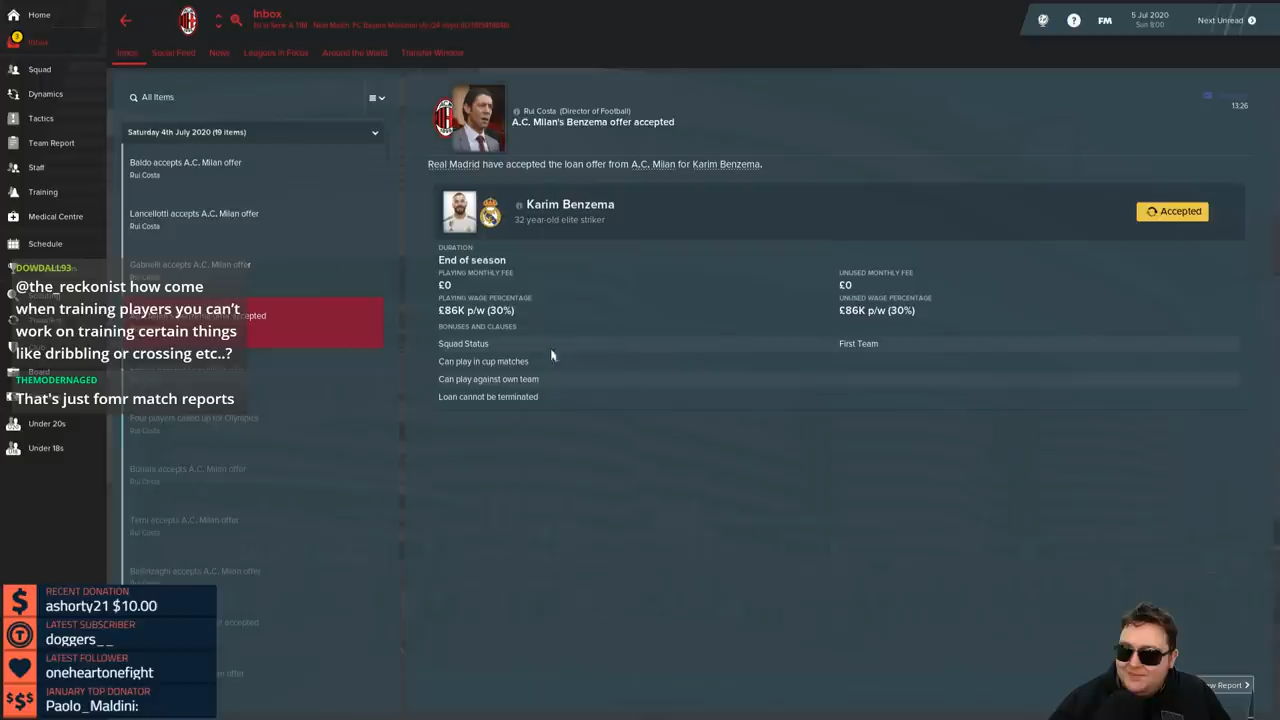 Home
Inbox
5 Jul 2020
Sun 8:00
Next Unread
FM
3
Inbox
Squad
Dynamics
Tactics
Team Report
Staff
Training
Medical Centre
Schedule
Under 20s
Under 18s
Inbox
Social Feed
News
Leagues in Focus
Around the World
Transfer Window
All Items
Saturday 4th July 2020 (19 items)
Baldo accepts A.C. Milan offer
Rui Costa
Lancellotti accepts A.C. Milan offer
Rui Costa
Gabrielli accepts A.C. Milan offer
accepted
Four players called up for Olympics
Rui Costa
accepts A.C. Milan offer
Rui Costa
Temi accepts A.C. Milan offer
Rui Costa
Bellinzaghi accepts A.C. Milan offer
accepted
offer
Rui Costa (Director of Football)
A.C. Milan's Benzema offer accepted
13:26
Real Madrid have accepted the loan offer from A.C. Milan for Karim Benzema.
Karim Benzema
32 year-old elite striker
Accepted
DURATION
End of season
PLAYING MONTHLY FEE
£0
UNUSED MONTHLY FEE
£0
PLAYING WAGE PERCENTAGE
£86K p/w (30%)
UNUSED WAGE PERCENTAGE
£86K p/w (30%)
BONUSES AND CLAUSES
Squad Status
First Team
Can play in cup matches
Can play against own team
Loan cannot be terminated
Report
DOWDALL93
@the_reckonist how come
when training players you can't
work on training certain things
like dribbling or crossing etc..?
THEMODERNAGED
That's just fomr match reports
RECENT DONATION
ashorty21 $10.00
LATEST SUBSCRIBER
doggers__
LATEST FOLLOWER
oneheartonefight
JANUARY TOP DONATOR
Paolo_Maldini: